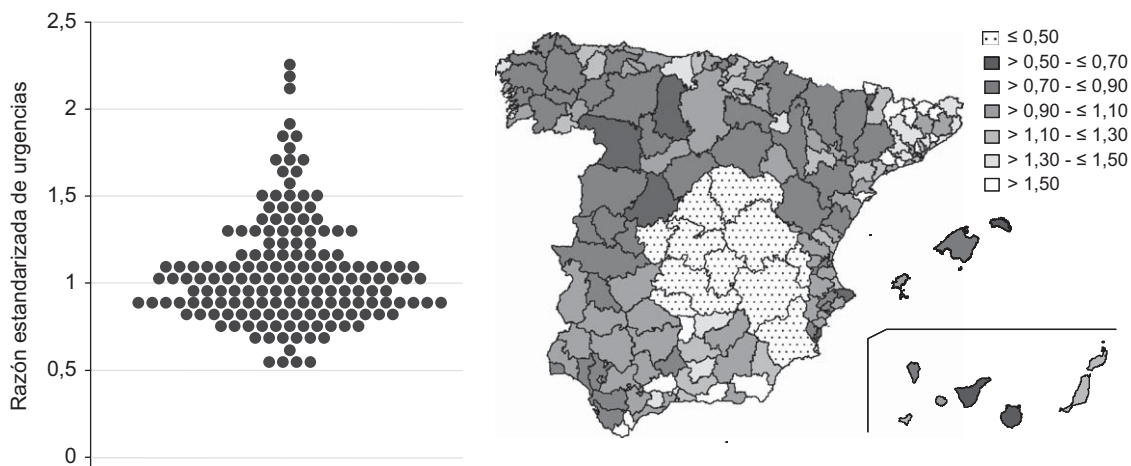 Razón estandarizada de urgencias
2,5
2
1,5
1
0,5
0
≤ 0,50
> 0,50 - ≤ 0,70
> 0,70 - ≤ 0,90
> 0,90 - ≤ 1,10
> 1,10 - ≤ 1,30
> 1,30 - ≤ 1,50
> 1,50